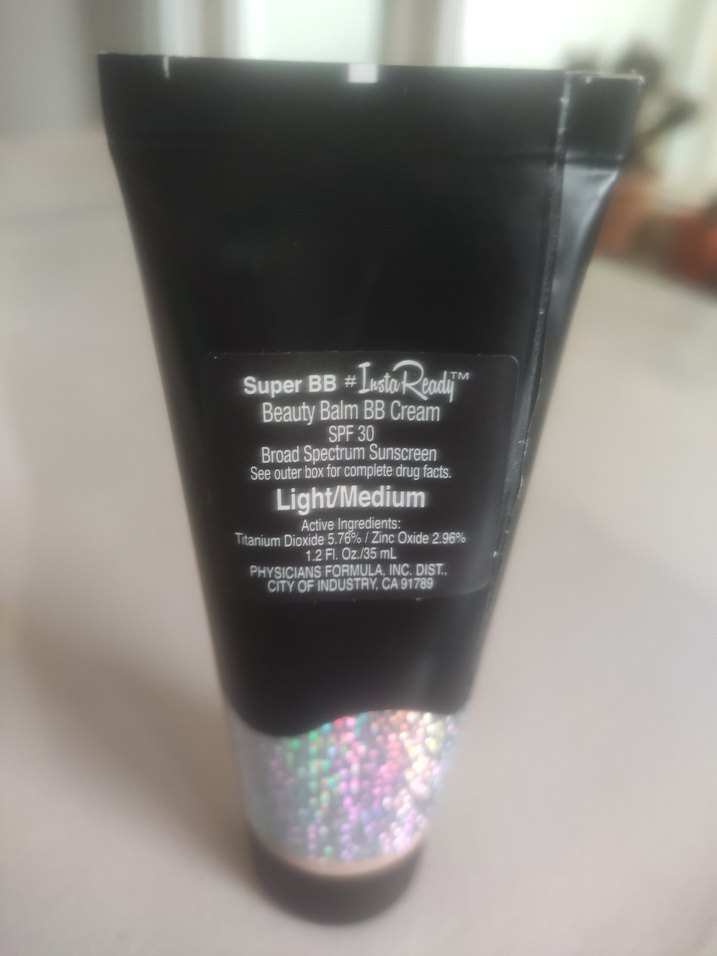 Super BB #InstaReady™
Beauty Balm BB Cream
SPF 30
Broad Spectrum Sunscreen
See outer box for complete drug facts.
Light/Medium
Active Ingredients:
Titanium Dioxide 5.76% / Zinc Oxide 2.96%
1.2 Fl. Oz./35 mL
PHYSICIANS FORMULA, INC. DIST.,
CITY OF INDUSTRY, CA 91789